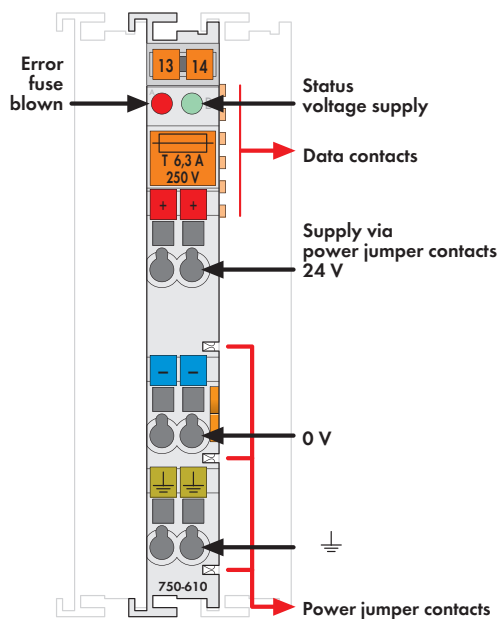 13 14
Error
fuse
blown
Status
voltage supply
Data contacts
T 6,3 A
250 V
+ +
Supply via
power jumper contacts
24 V
− −
0 V
750-610
Power jumper contacts